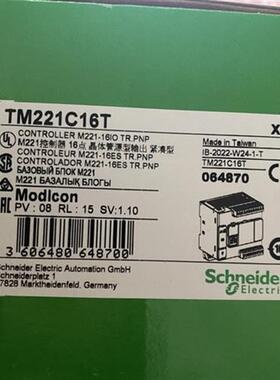 TM221C16T
CONTROLLER M221-16IO TR.PNP
M221控制器 16点 晶体管源型输出 紧凑型
CONTROLEUR M221-16ES TR.PNP
CONTROLADOR M221-16ES TR.PNP
БАЗОВЫЙ БЛОК M221
M221 БАЗАЛЫК БЛОГЫ
Modicon
PV : 08 RL : 15 SV:1.10
3 606480 648700
Schneider Electric Automation GmbH
Schneiderplatz 1
97828 Marktheidenfeld, Germany
X
Made in Taiwan
IB-2022-W24-1-T
TM221C16T
064870
Schneider
Electric